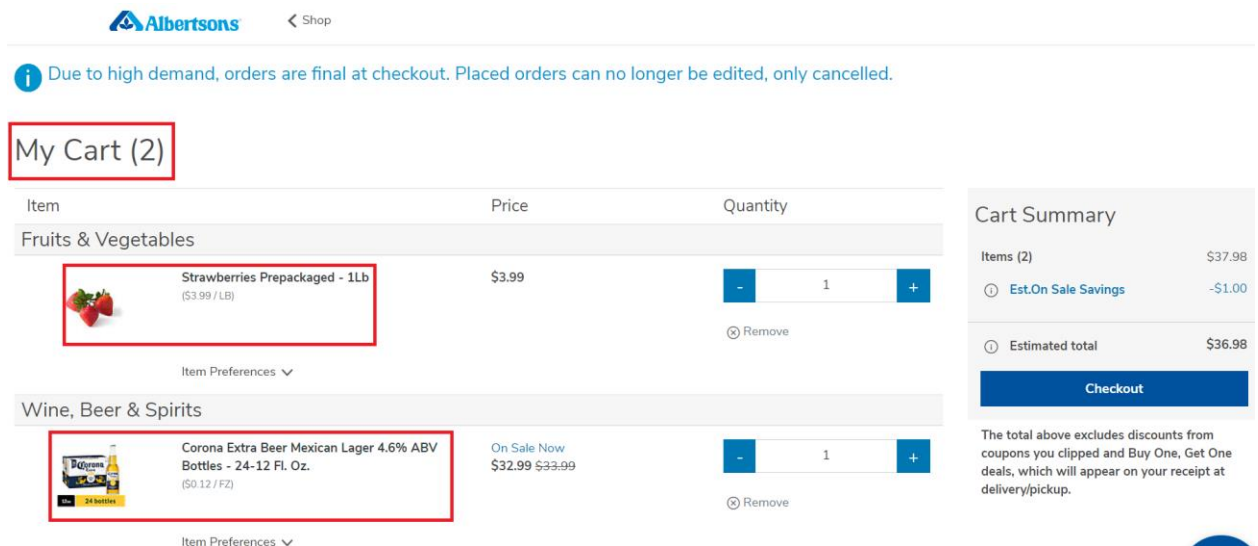 Albertsons
Shop
Due to high demand, orders are final at checkout. Placed orders can no longer be edited, only cancelled.
My Cart (2)
Item Price Quantity
Fruits & Vegetables
Strawberries Prepackaged - 1Lb
($3.99 / LB)
$3.99
- 1 +
Remove
Item Preferences
Wine, Beer & Spirits
Corona Extra Beer Mexican Lager 4.6% ABV
Bottles - 24-12 Fl. Oz.
($0.12 / FZ)
Corona
24 bottles
On Sale Now
$32.99 $33.99
- 1 +
Remove
Item Preferences
Cart Summary
Items (2) $37.98
Est.On Sale Savings -$1.00
Estimated total $36.98
Checkout
The total above excludes discounts from
coupons you clipped and Buy One, Get One
deals, which will appear on your receipt at
delivery/pickup.